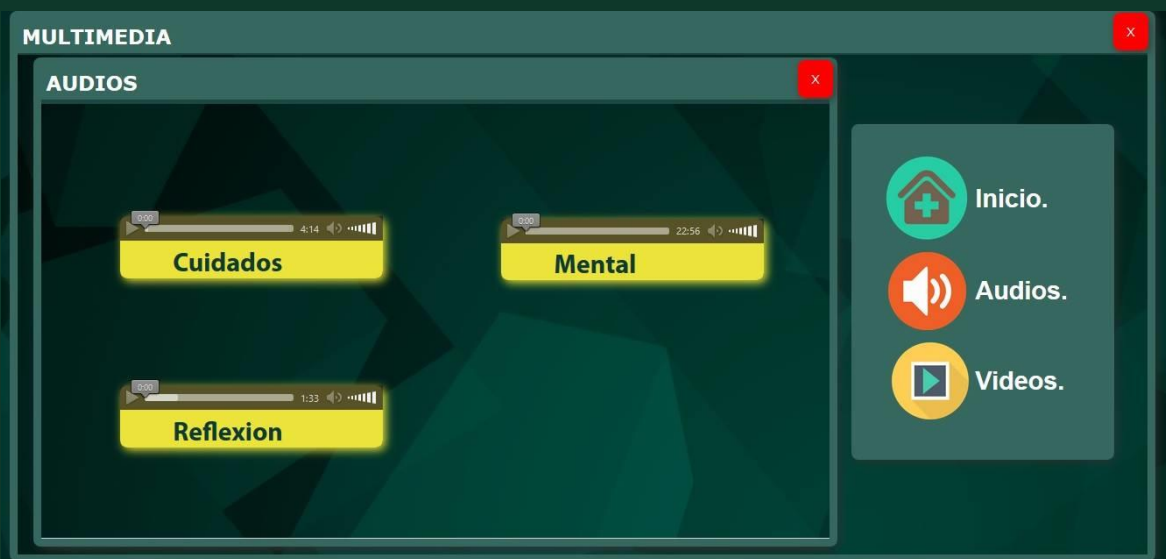 MULTIMEDIA
X
AUDIOS
X
0:00
4:14
Cuidados
0:00
22:56
Mental
0:00
1:33
Reflexion
Inicio.
Audios.
Videos.